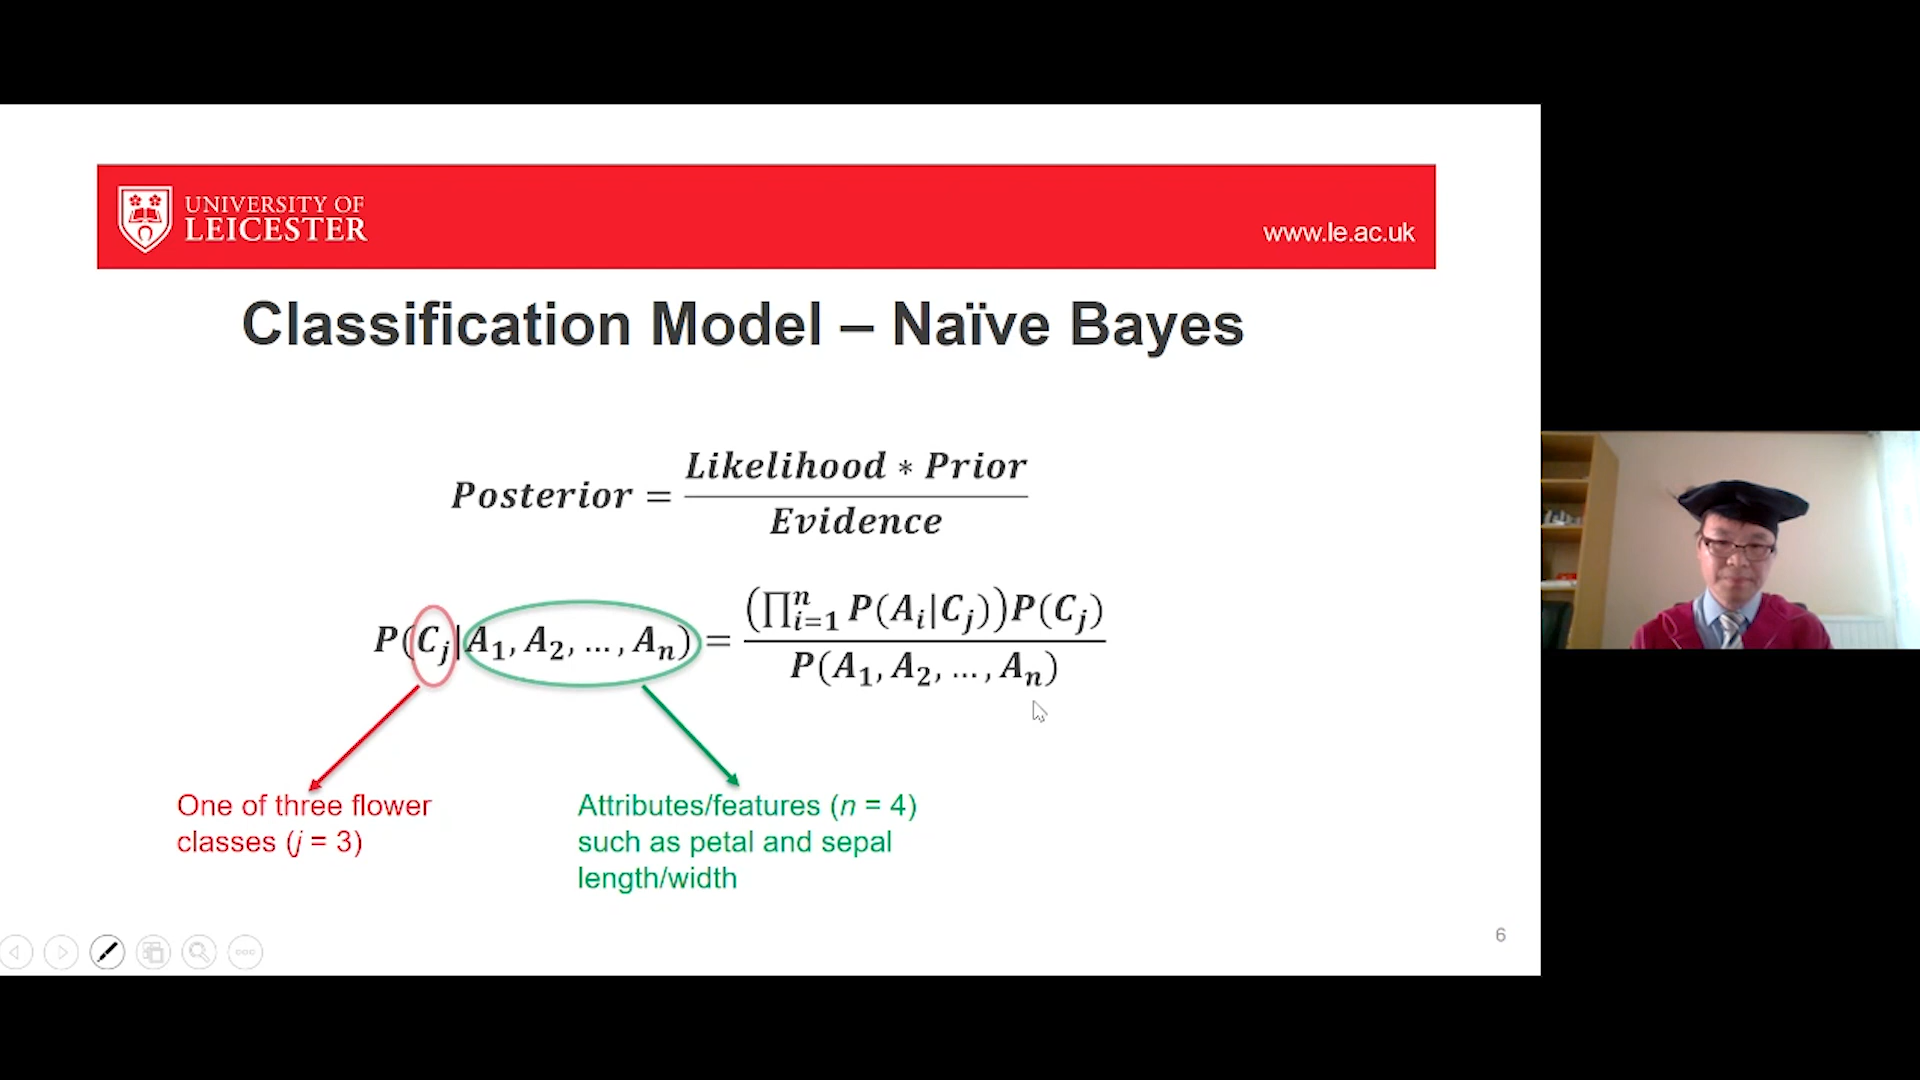 UNIVERSITY OF
LEICESTER
www.le.ac.uk
Classification Model – Naïve Bayes
Posterior = Likelihood * Prior / Evidence
P(C_j|A_1, A_2, …, A_n) = (∏_{i=1}^{n} P(A_i|C_j))P(C_j) / P(A_1, A_2, …, A_n)
One of three flower
classes (j = 3)
Attributes/features (n = 4)
such as petal and sepal
length/width
6